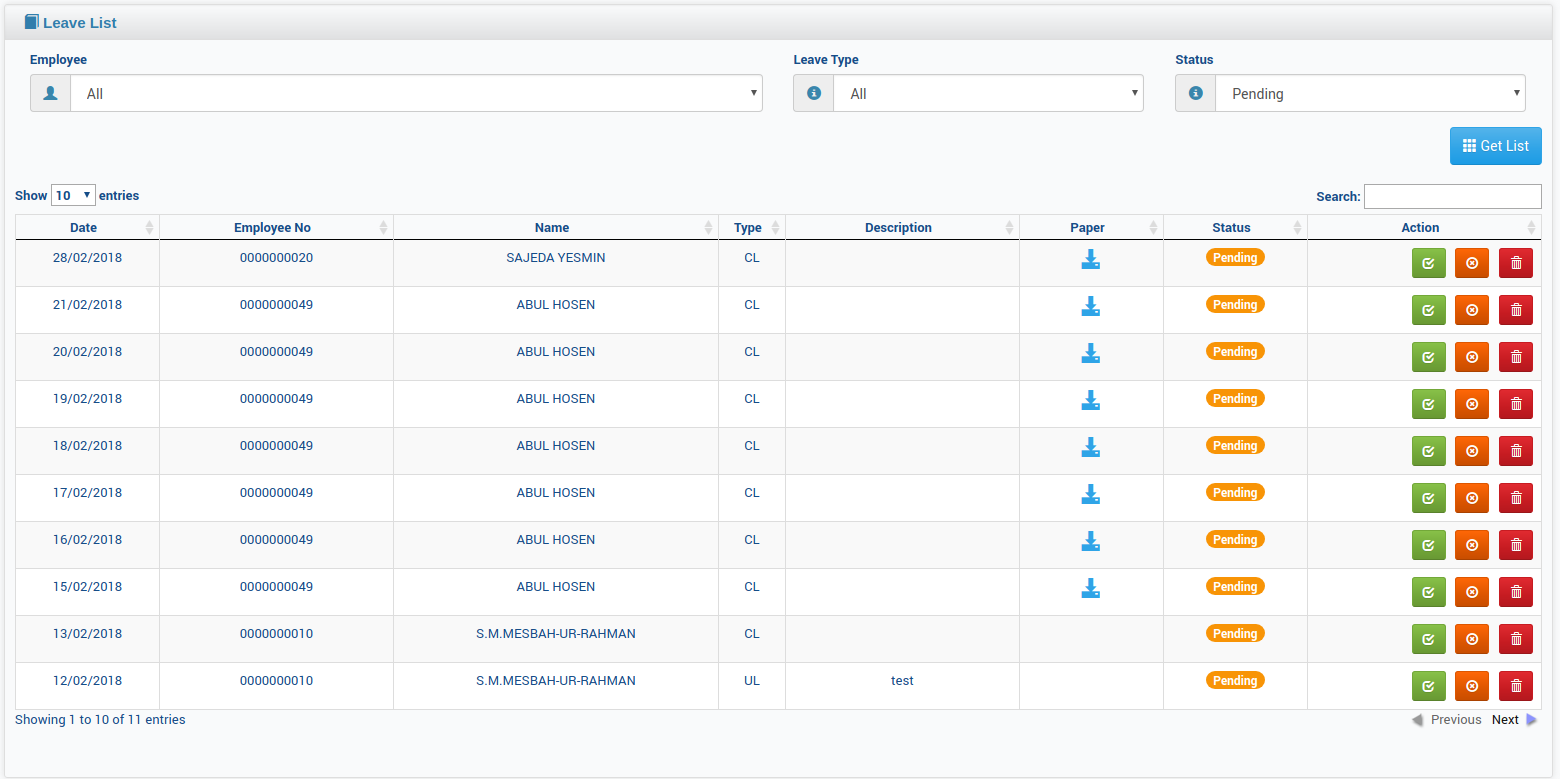 Leave List
Employee Leave Type Status
All All Pending
Get List
Show 10 entries Search:
Date Employee No Name Type Description Paper Status Action
28/02/2018 0000000020 SAJEDA YESMIN CL Pending
21/02/2018 0000000049 ABUL HOSEN CL Pending
20/02/2018 0000000049 ABUL HOSEN CL Pending
19/02/2018 0000000049 ABUL HOSEN CL Pending
18/02/2018 0000000049 ABUL HOSEN CL Pending
17/02/2018 0000000049 ABUL HOSEN CL Pending
16/02/2018 0000000049 ABUL HOSEN CL Pending
15/02/2018 0000000049 ABUL HOSEN CL Pending
13/02/2018 0000000010 S.M.MESBAH-UR-RAHMAN CL Pending
12/02/2018 0000000010 S.M.MESBAH-UR-RAHMAN UL test Pending
Showing 1 to 10 of 11 entries Previous Next